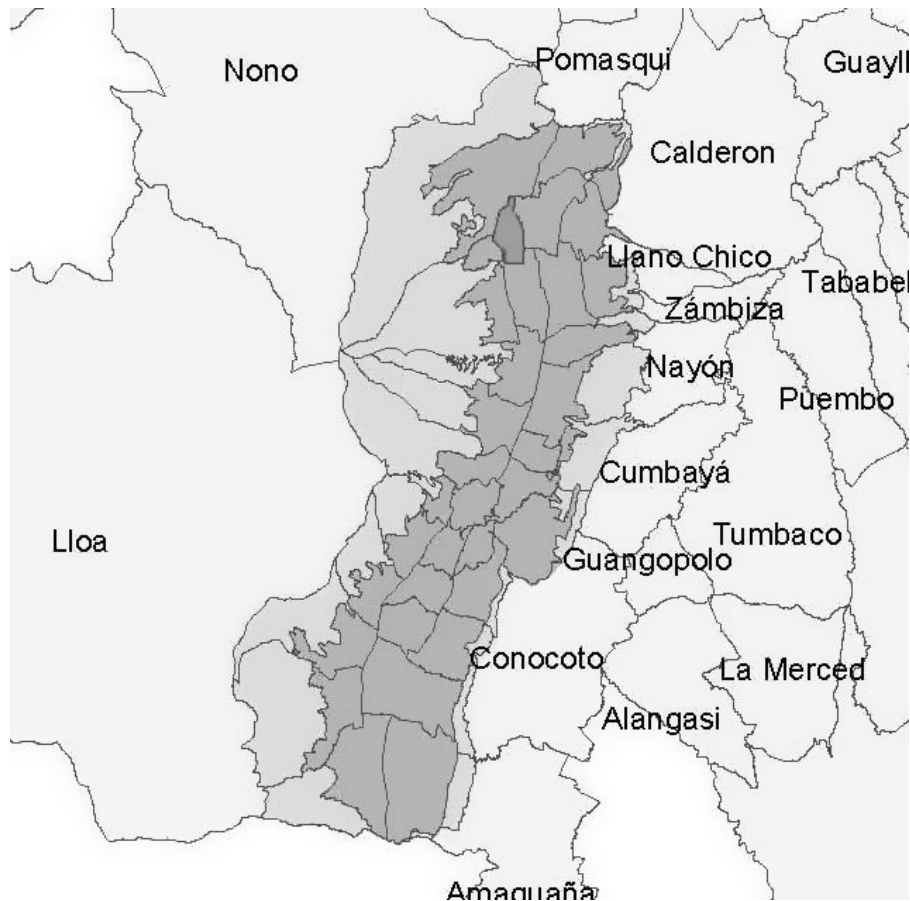 Pomasqui
Guayll
Nono
Calderon
Llano Chico
Tababel
Zámbiza
Nayón
Puembo
Cumbayá
Tumbaco
Lloa
Guangopolo
Conocoto
La Merced
Alangasi
Amaguaña